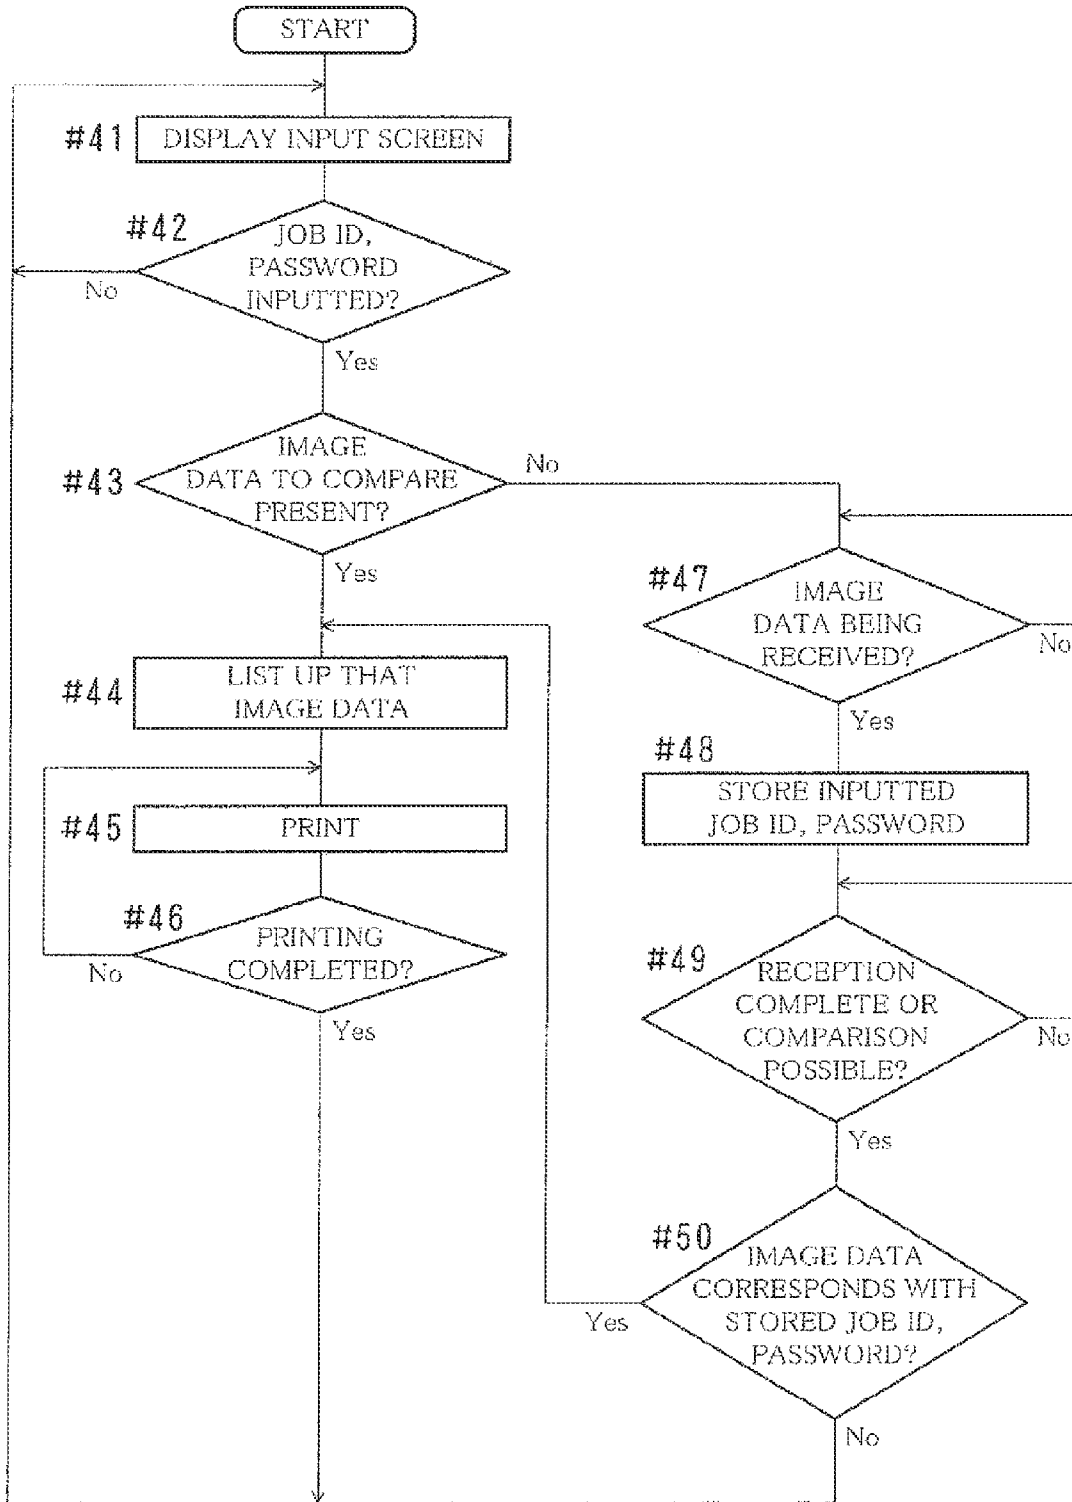 START
#41
DISPLAY INPUT SCREEN
#42
JOB ID,
PASSWORD
INPUTTED?
No
Yes
#43
IMAGE
DATA TO COMPARE
PRESENT?
No
Yes
#44
LIST UP THAT
IMAGE DATA
#45
PRINT
#46
PRINTING
COMPLETED?
No
Yes
#47
IMAGE
DATA BEING
RECEIVED?
No
Yes
#48
STORE INPUTTED
JOB ID, PASSWORD
#49
RECEPTION
COMPLETE OR
COMPARISON
POSSIBLE?
No
Yes
#50
IMAGE DATA
CORRESPONDS WITH
STORED JOB ID,
PASSWORD?
Yes
No